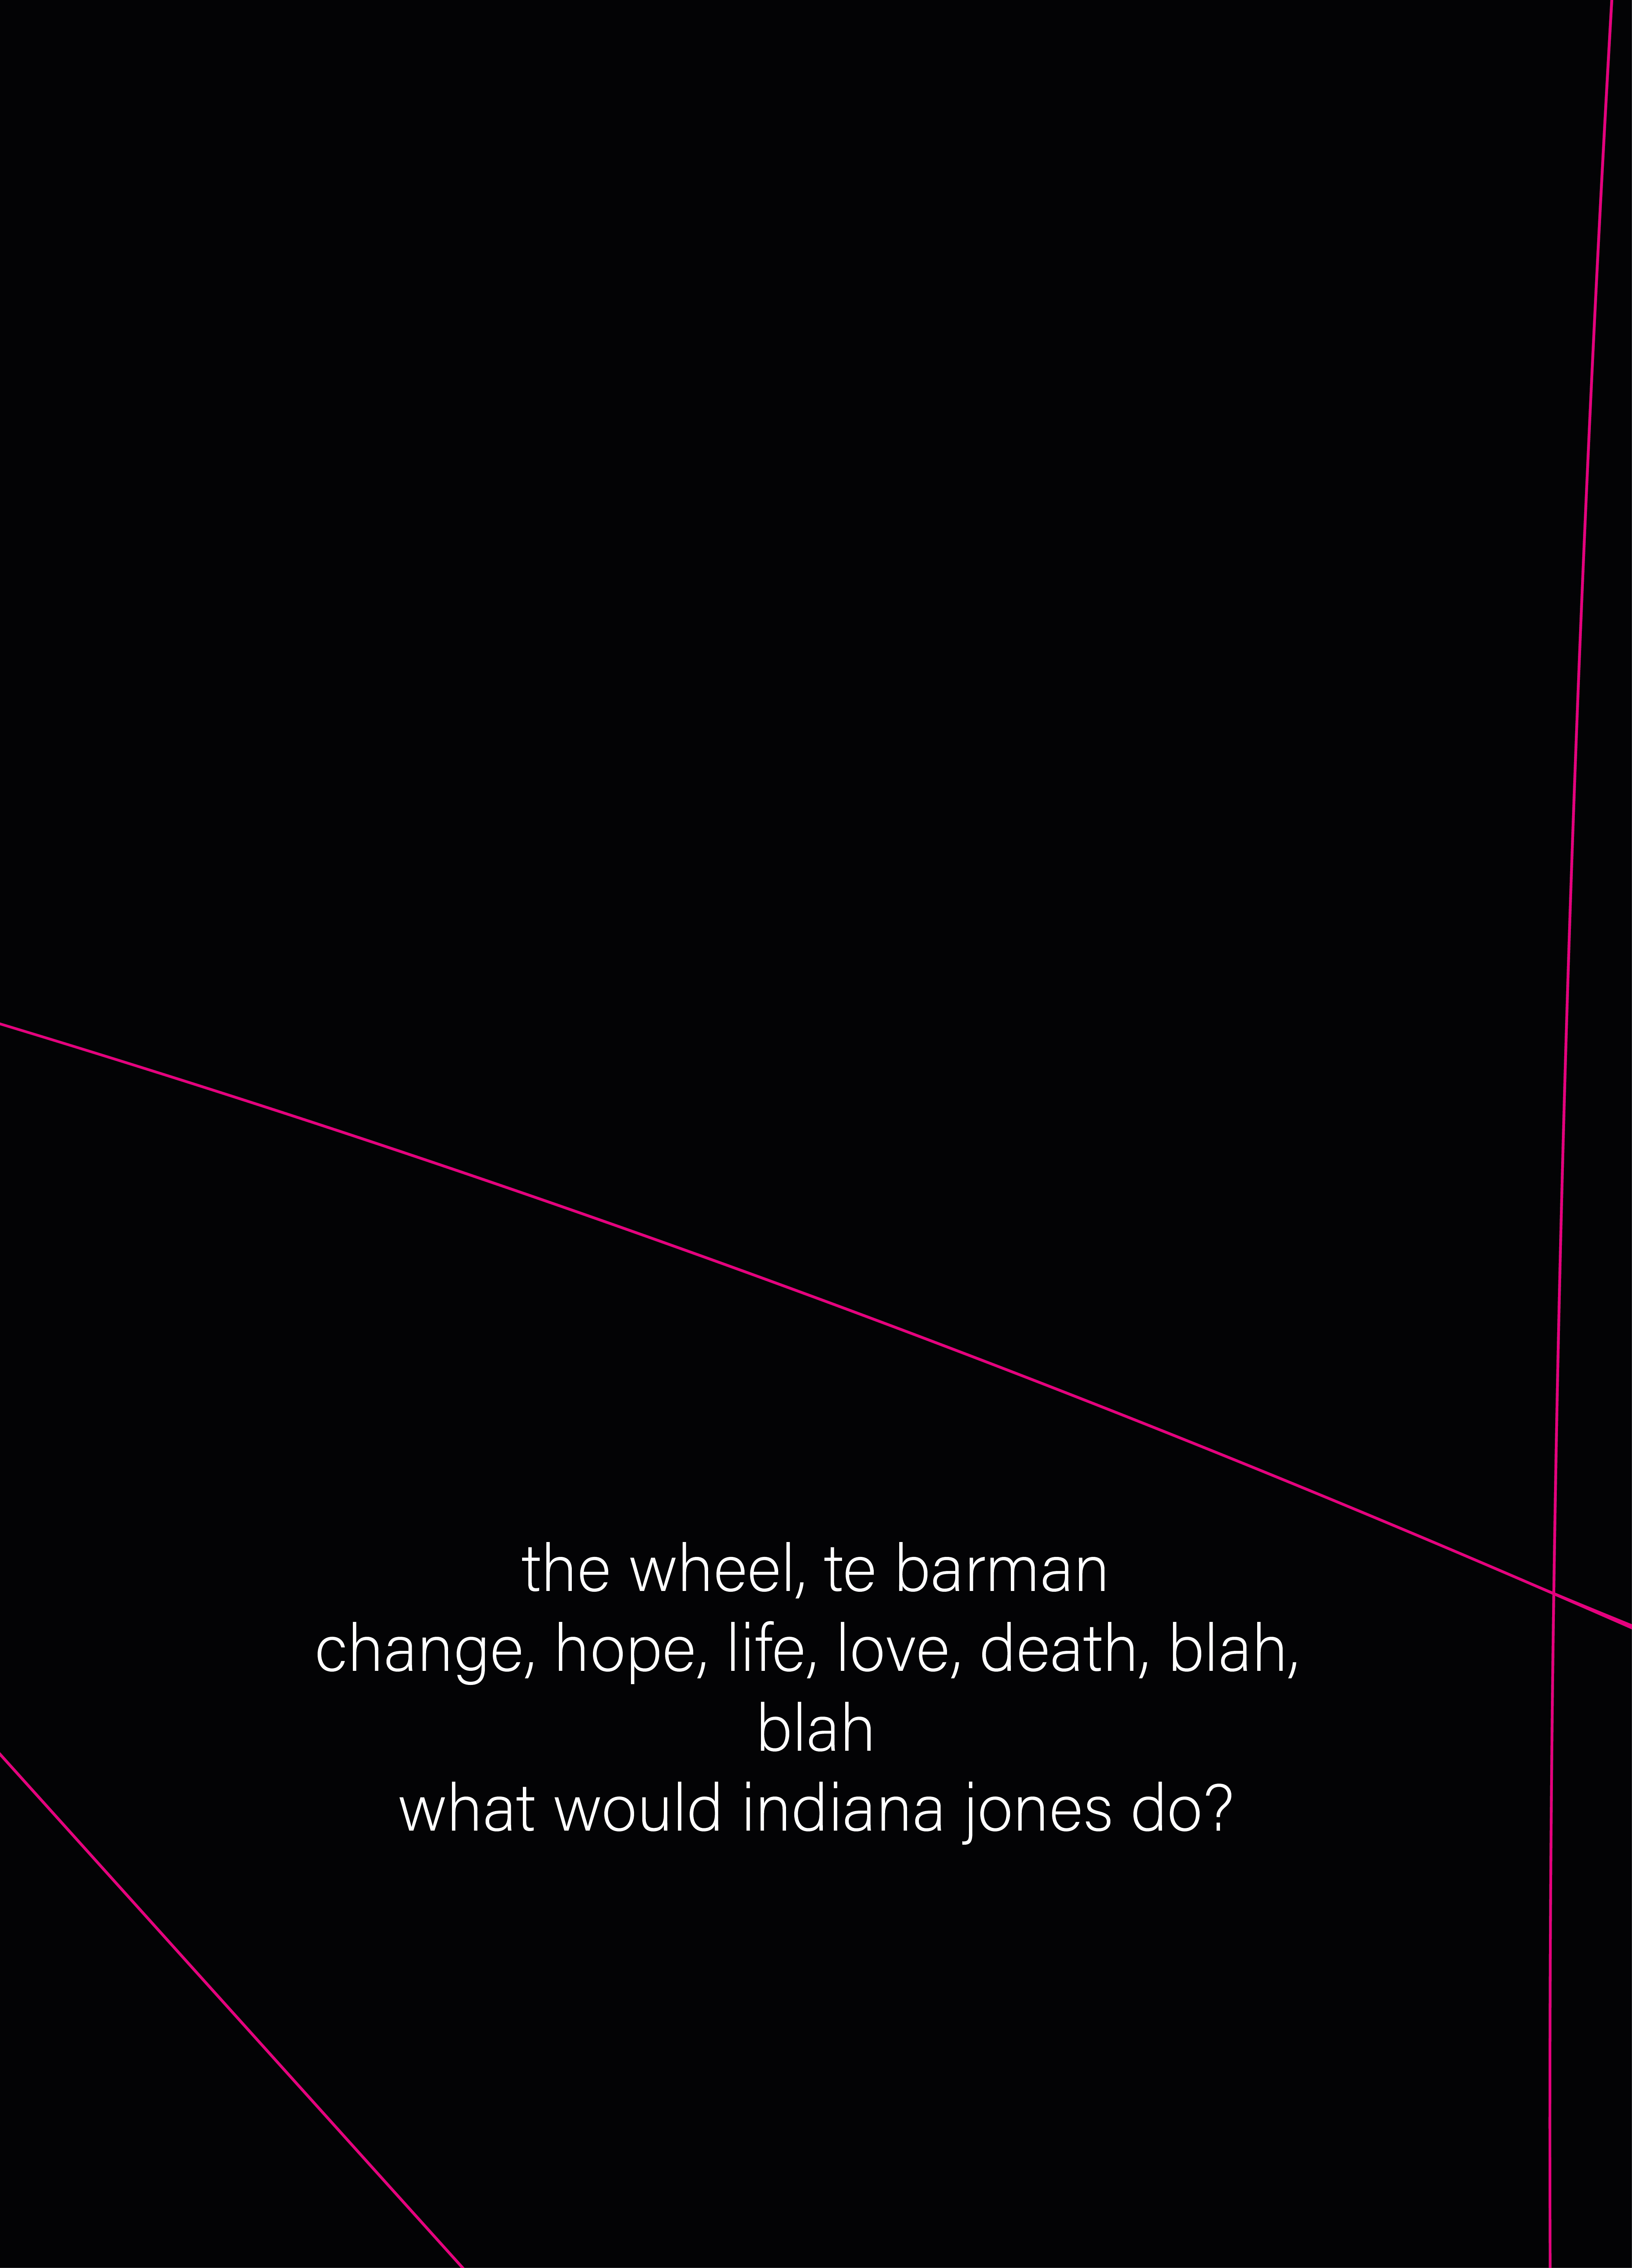 the wheel, te barman
change, hope, life, love, death, blah,
blah
what would indiana jones do?